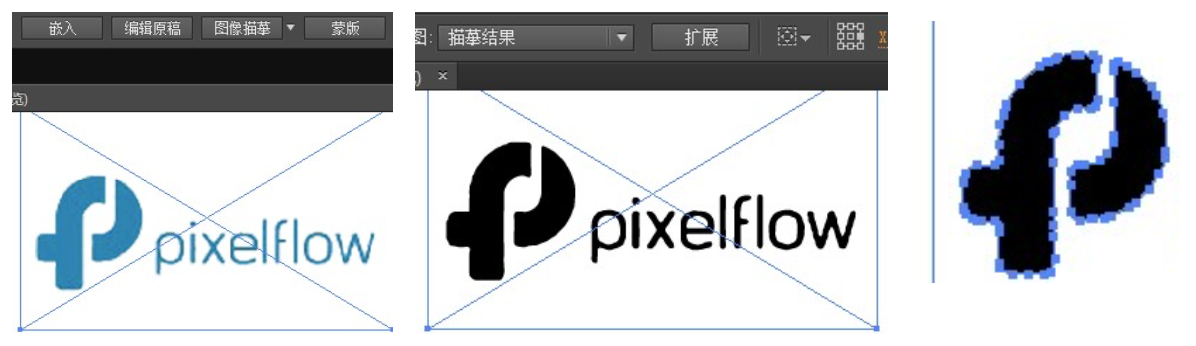 嵌入 编辑原稿 图像描摹 蒙版
览)
pixelflow
图: 描摹结果 扩展 X
) ×
pixelflow